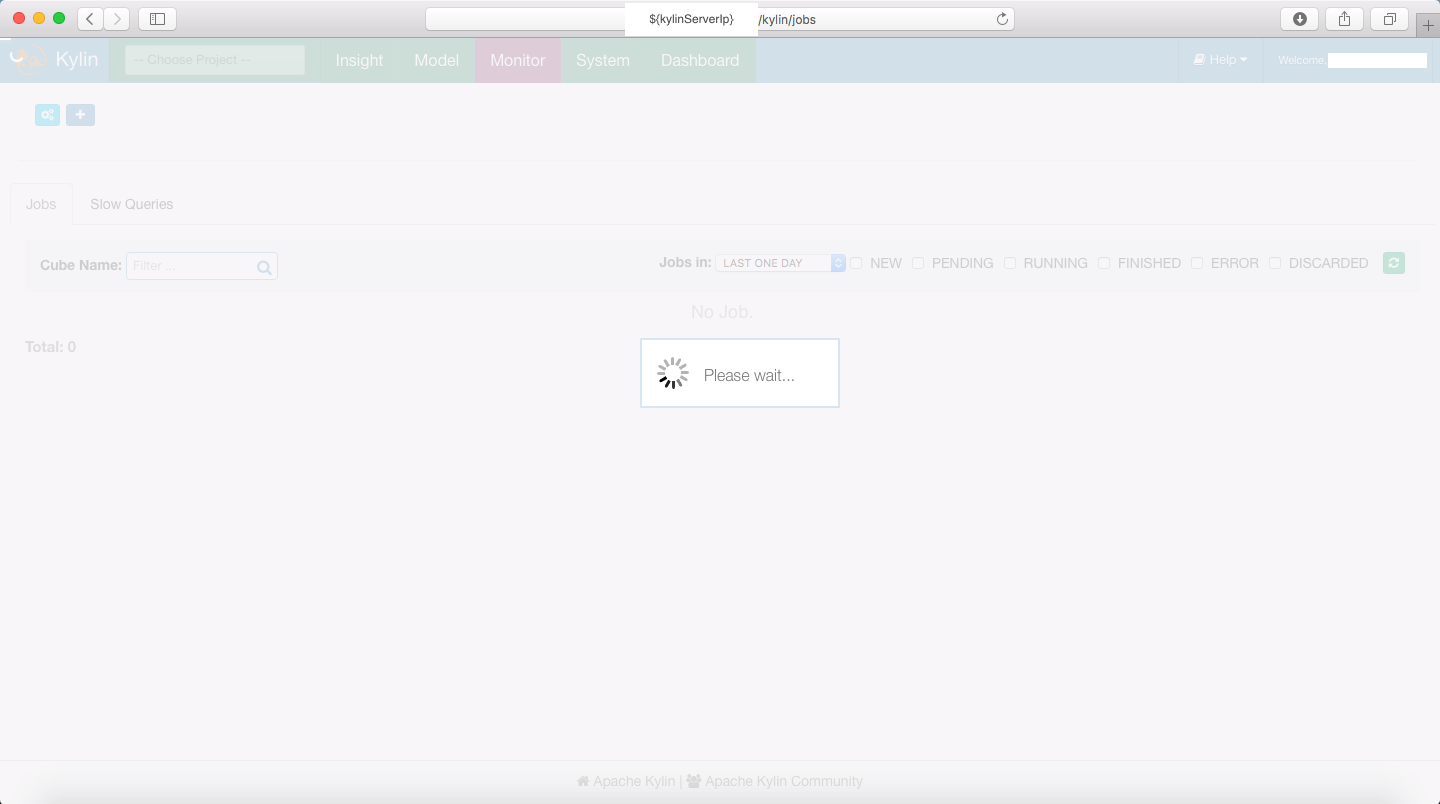 ${kylinServerIp} /kylin/jobs
Kylin -- Choose Project -- Insight Model Monitor System Dashboard Help Welcome,
Jobs Slow Queries
Cube Name: Filter ... Jobs in: LAST ONE DAY NEW PENDING RUNNING FINISHED ERROR DISCARDED
No Job.
Total: 0
Please wait...
Apache Kylin | Apache Kylin Community